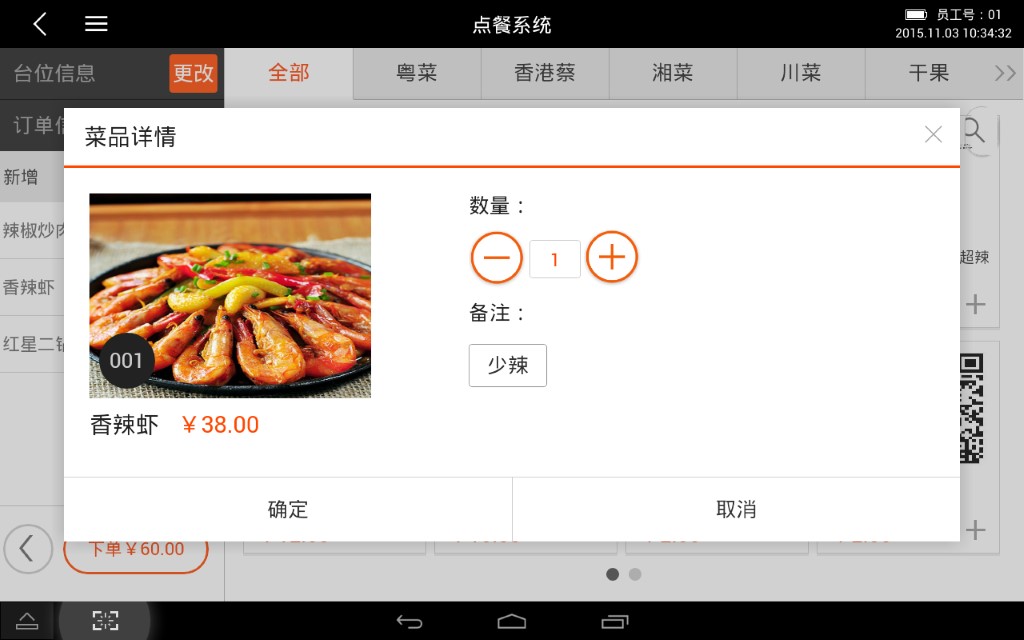 点餐系统
员工号：01
2015.11.03 10:34:32
台位信息
更改
全部
粤菜
香港蔡
湘菜
川菜
干果
订单信
菜品详情
新增
辣椒炒肉
香辣虾
红星二
数量：
1
超辣
备注：
少辣
001
香辣虾 ￥38.00
确定
取消
下单￥60.00